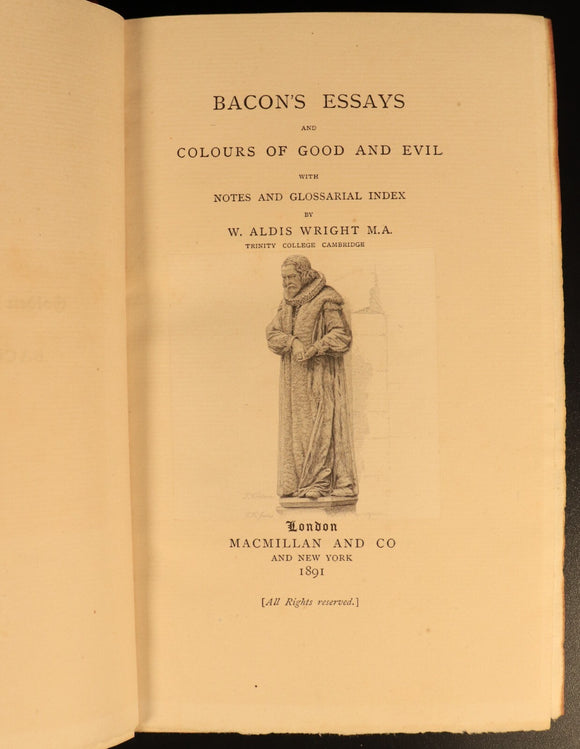 BACON'S ESSAYS
AND
COLOURS OF GOOD AND EVIL
WITH
NOTES AND GLOSSARIAL INDEX
BY
W. ALDIS WRIGHT M.A.
TRINITY COLLEGE CAMBRIDGE
London
MACMILLAN AND CO
AND NEW YORK
1891
[All Rights reserved.]